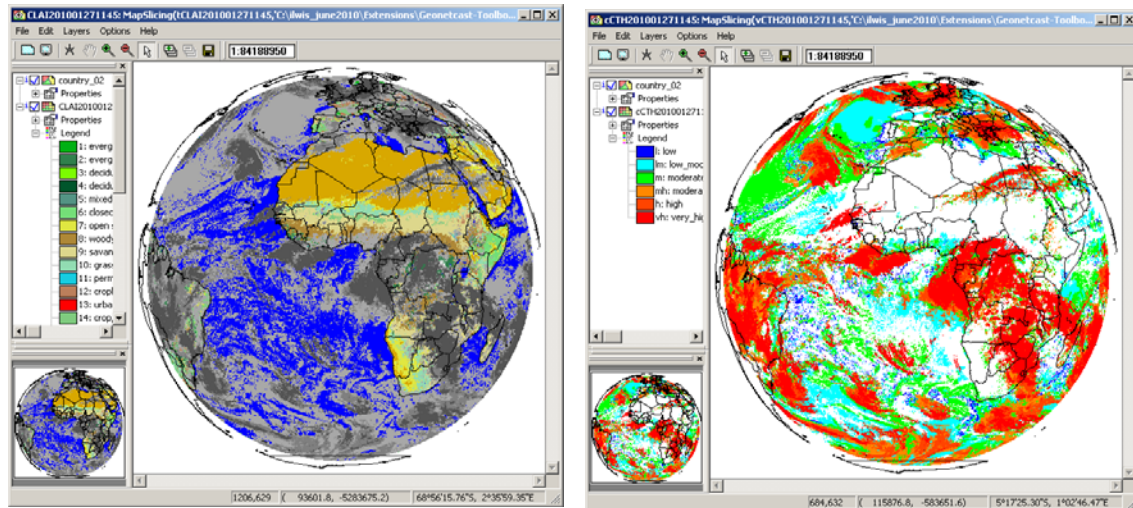 CLAI201001271145: MapSlicing(tCLAI201001271145,'C:\ilwis_june2010\Extensions\Geonetcast-Toolbo...
File Edit Layers Options Help
1:84188950
country_02
Properties
CLAI2010012
Properties
Legend
1: everg
2: everg
3: decidu
4: decidu
5: mixed
6: closec
7: open s
8: woody
9: savan
10: gras:
11: perm
12: cropl
13: urba
14: crop,
1206,629 ( 93601.8, -5283675.2) 68°56'15.76"S, 2°35'59.35"E
cCTH201001271145: MapSlicing(vCTH201001271145,'C:\ilwis_june2010\Extensions\Geonetcast-Toolbo...
File Edit Layers Options Help
1:84188950
country_02
Properties
cCTH201001271
Properties
Legend
l: low
lm: low_moc
m: moderat
mh: modera
h: high
vh: very_hi
684,632 ( 115876.8, -583651.6) 5°17'25.30"S, 1°02'46.47"E